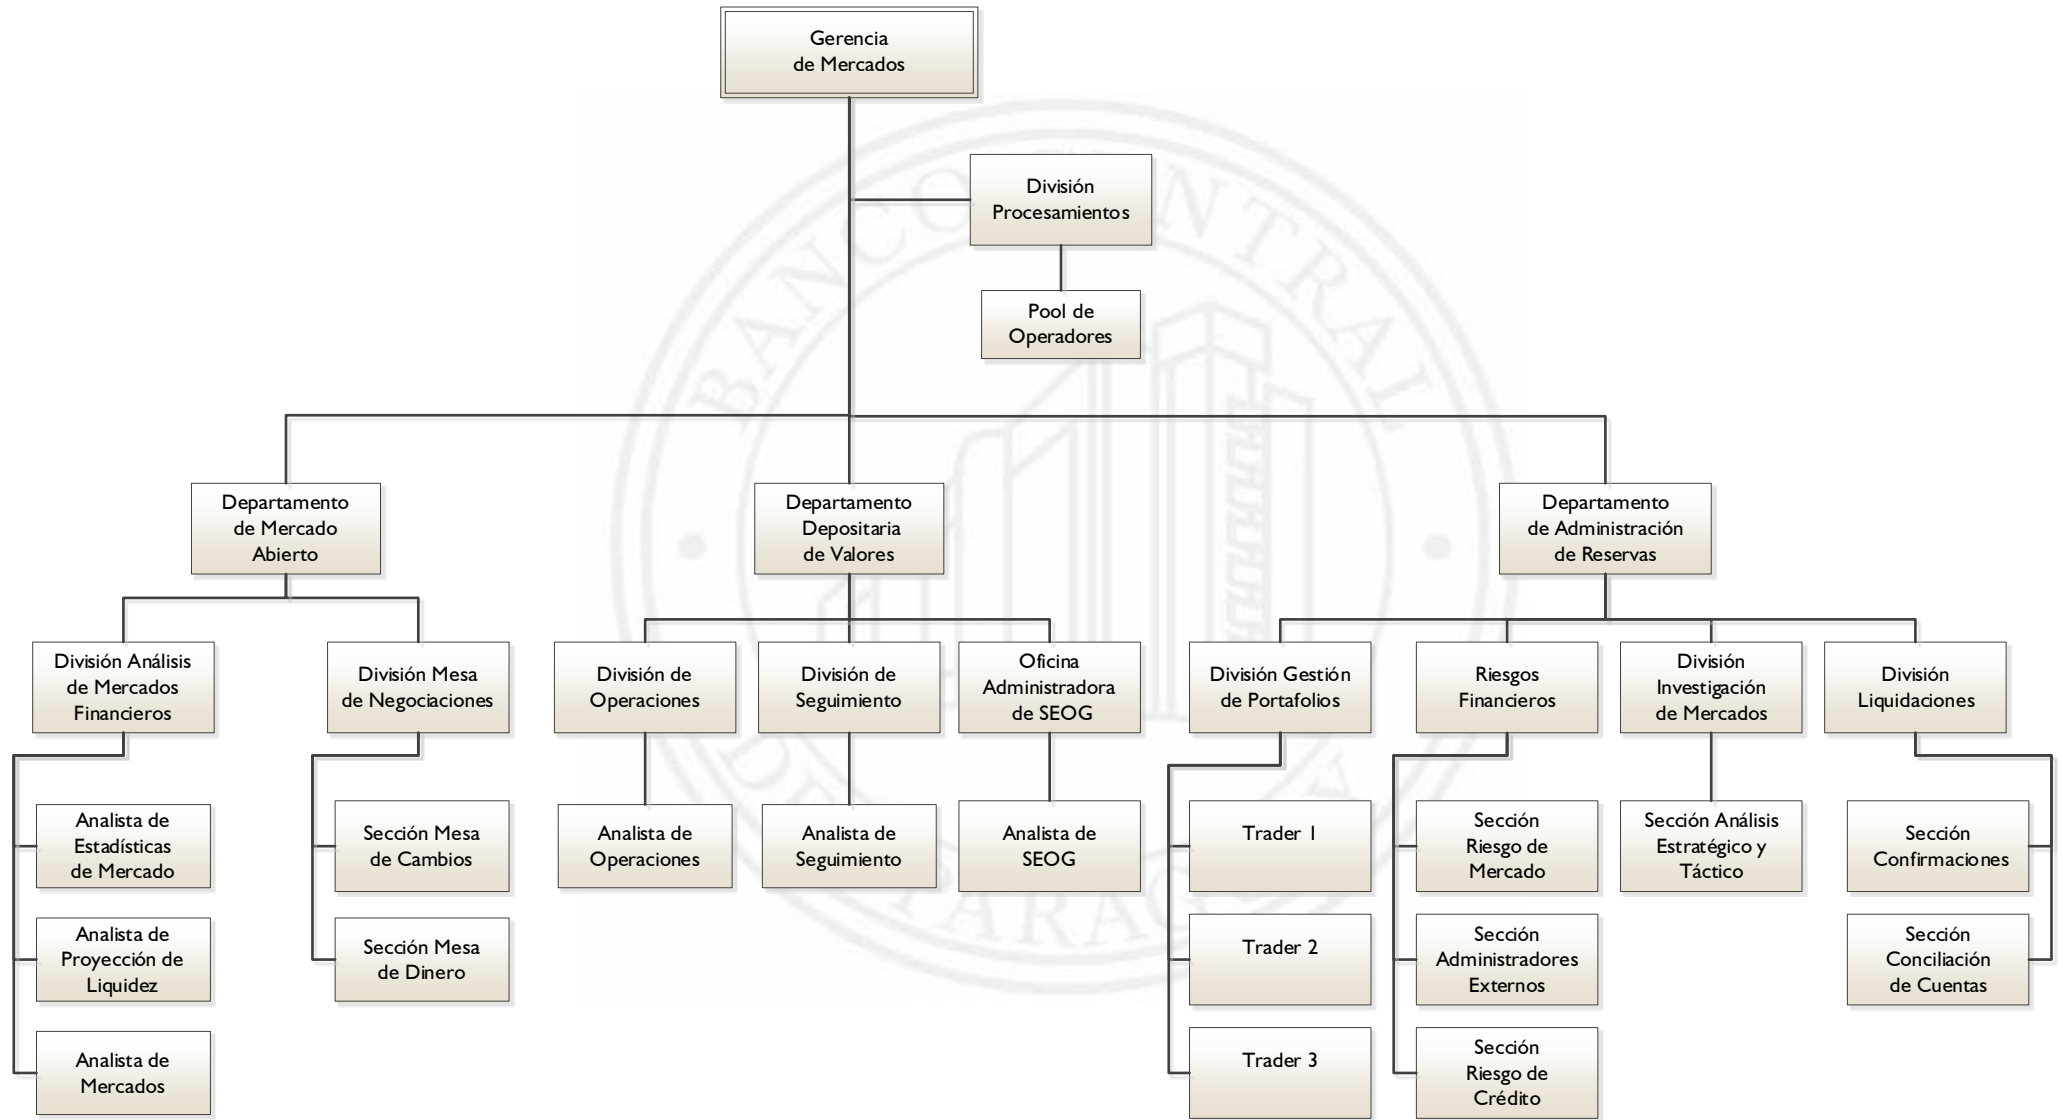 Gerencia
de Mercados
División
Procesamientos
Pool de
Operadores
Departamento
de Mercado
Abierto
Departamento
Depositaria
de Valores
Departamento
de Administración
de Reservas
División Análisis
de Mercados
Financieros
División Mesa
de Negociaciones
División de
Operaciones
División de
Seguimiento
Oficina
Administradora
de SEOG
División Gestión
de Portafolios
Riesgos
Financieros
División
Investigación
de Mercados
División
Liquidaciones
Analista de
Estadísticas
de Mercado
Sección Mesa
de Cambios
Analista de
Operaciones
Analista de
Seguimiento
Analista de
SEOG
Trader 1
Sección
Riesgo de
Mercado
Sección Análisis
Estratégico y
Táctico
Sección
Confirmaciones
Analista de
Proyección de
Liquidez
Sección Mesa
de Dinero
Trader 2
Sección
Administradores
Externos
Sección
Conciliación
de Cuentas
Analista de
Mercados
Trader 3
Sección
Riesgo de
Crédito
BANCO CENTRAL
DEL PARAGUAY